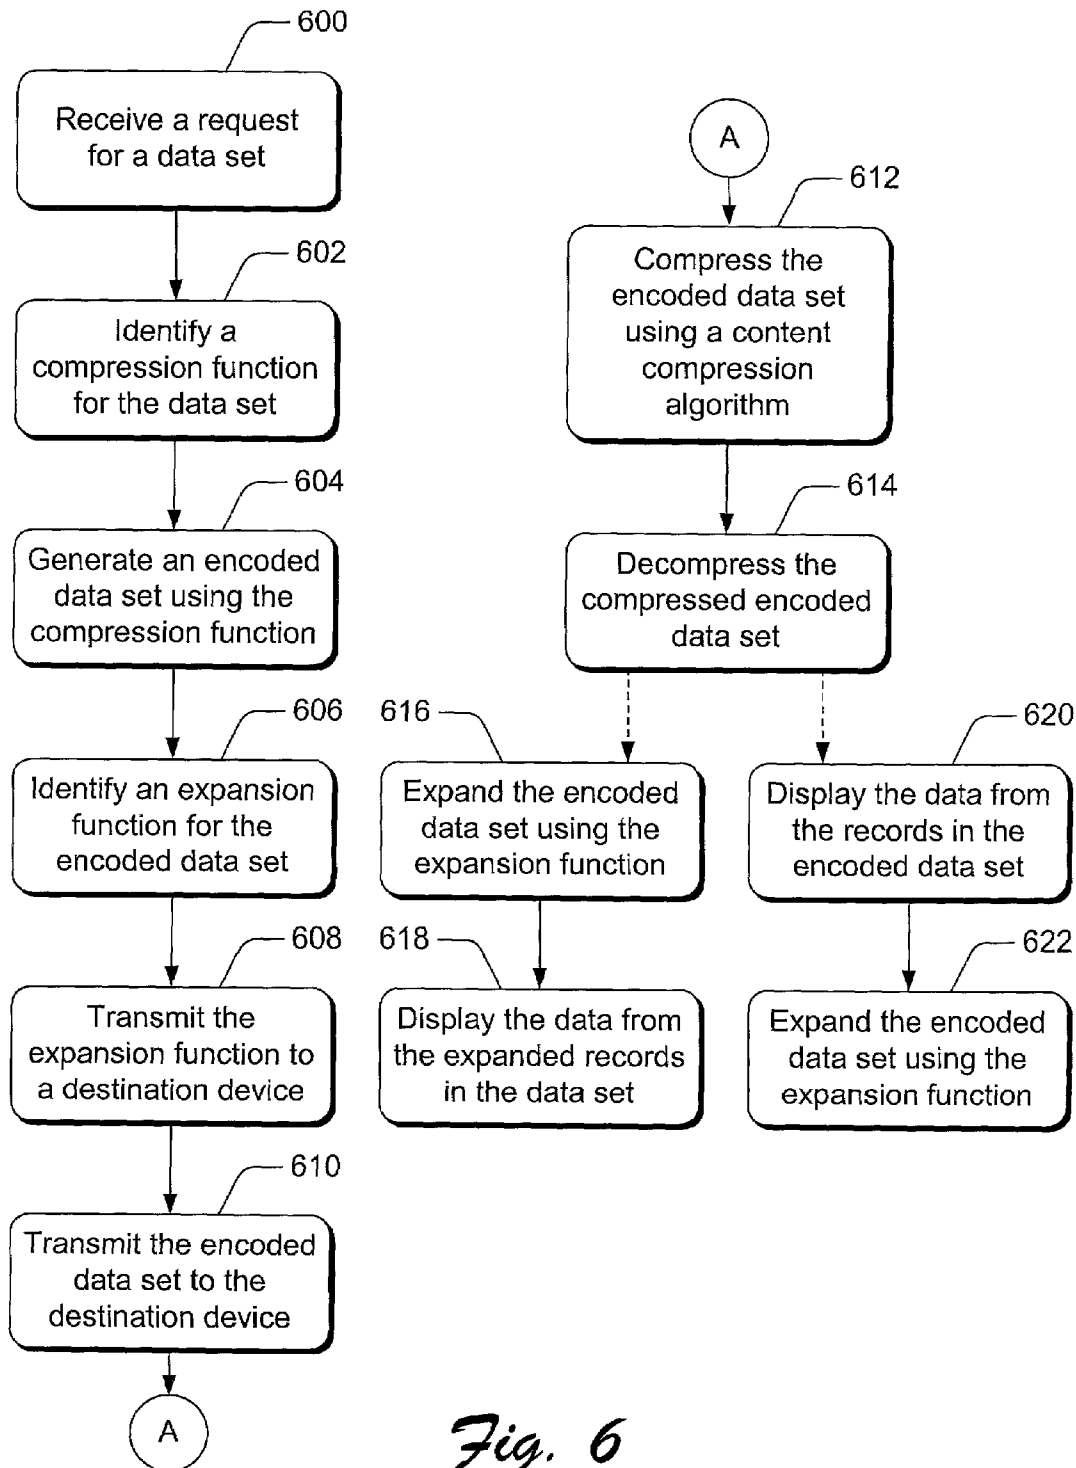 600
Receive a request
for a data set
602
Identify a
compression function
for the data set
604
Generate an encoded
data set using the
compression function
606
Identify an expansion
function for the
encoded data set
608
Transmit the
expansion function to
a destination device
610
Transmit the encoded
data set to the
destination device
A
A
612
Compress the
encoded data set
using a content
compression
algorithm
614
Decompress the
compressed encoded
data set
616
Expand the encoded
data set using the
expansion function
618
Display the data from
the expanded records
in the data set
620
Display the data from
the records in the
encoded data set
622
Expand the encoded
data set using the
expansion function
Fig. 6